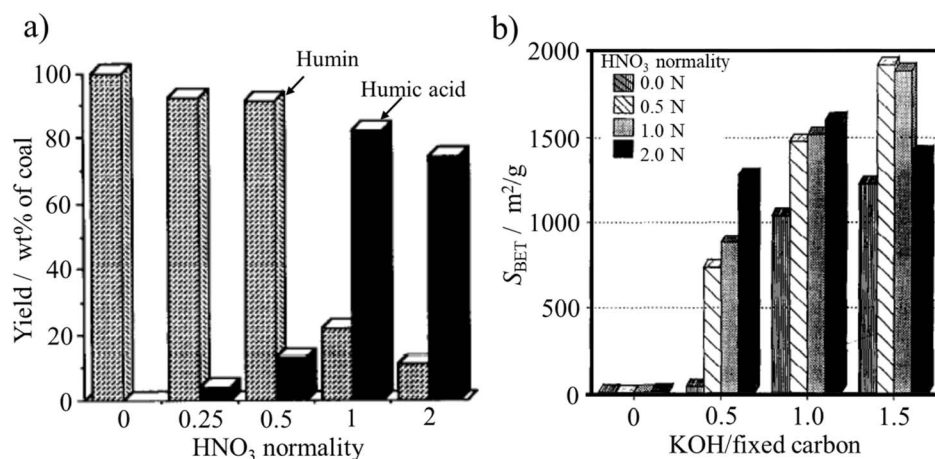 a)
Yield / wt% of coal
100
80
60
40
20
0
Humin
Humic acid
0 0.25 0.5 1 2
HNO₃ normality
b)
S_BET / m²/g
2000
1500
1000
500
0
HNO₃ normality
0.0 N
0.5 N
1.0 N
2.0 N
0 0.5 1.0 1.5
KOH/fixed carbon